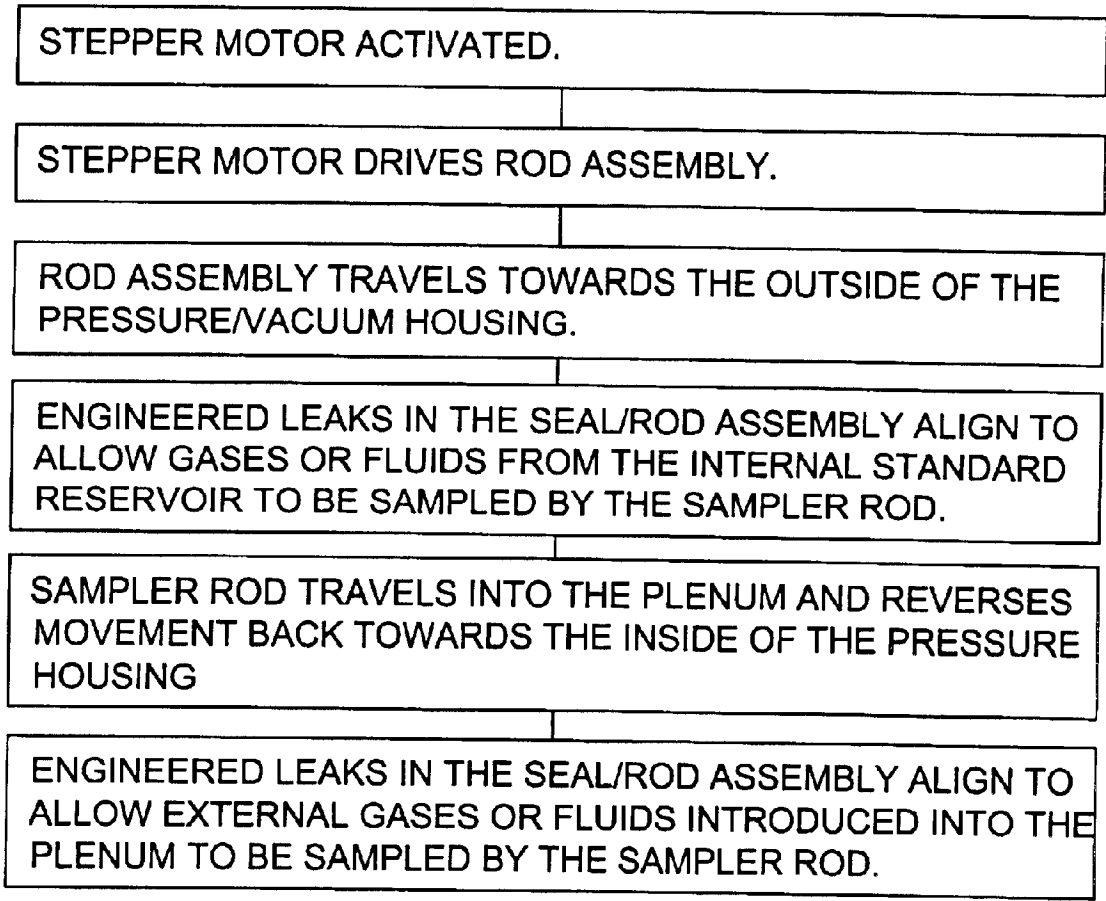 STEPPER MOTOR ACTIVATED.
STEPPER MOTOR DRIVES ROD ASSEMBLY.
ROD ASSEMBLY TRAVELS TOWARDS THE OUTSIDE OF THE
PRESSURE/VACUUM HOUSING.
ENGINEERED LEAKS IN THE SEAL/ROD ASSEMBLY ALIGN TO
ALLOW GASES OR FLUIDS FROM THE INTERNAL STANDARD
RESERVOIR TO BE SAMPLED BY THE SAMPLER ROD.
SAMPLER ROD TRAVELS INTO THE PLENUM AND REVERSES
MOVEMENT BACK TOWARDS THE INSIDE OF THE PRESSURE
HOUSING
ENGINEERED LEAKS IN THE SEAL/ROD ASSEMBLY ALIGN TO
ALLOW EXTERNAL GASES OR FLUIDS INTRODUCED INTO THE
PLENUM TO BE SAMPLED BY THE SAMPLER ROD.